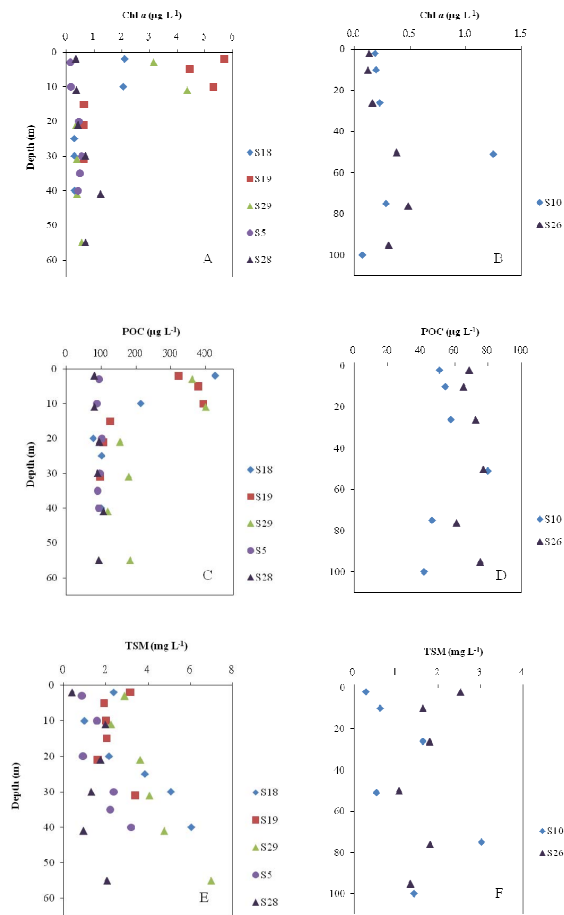 Chl a (µg L-1)
0 1 2 3 4 5 6
0
10
20
30
40
50
60
Depth (m)
S18
S19
S29
S5
S28
A
Chl a (µg L-1)
0.0 0.5 1.0 1.5
0
20
40
60
80
100
S10
S26
B
POC (µg L-1)
0 100 200 300 400
0
10
20
30
40
50
60
Depth (m)
S18
S19
S29
S5
S28
C
POC (µg L-1)
0 20 40 60 80 100
0
20
40
60
80
100
S10
S26
D
TSM (mg L-1)
0 2 4 6 8
0
10
20
30
40
50
60
Depth (m)
S18
S19
S29
S5
S28
E
TSM (mg L-1)
0 1 2 3 4
0
20
40
60
80
100
S10
S26
F